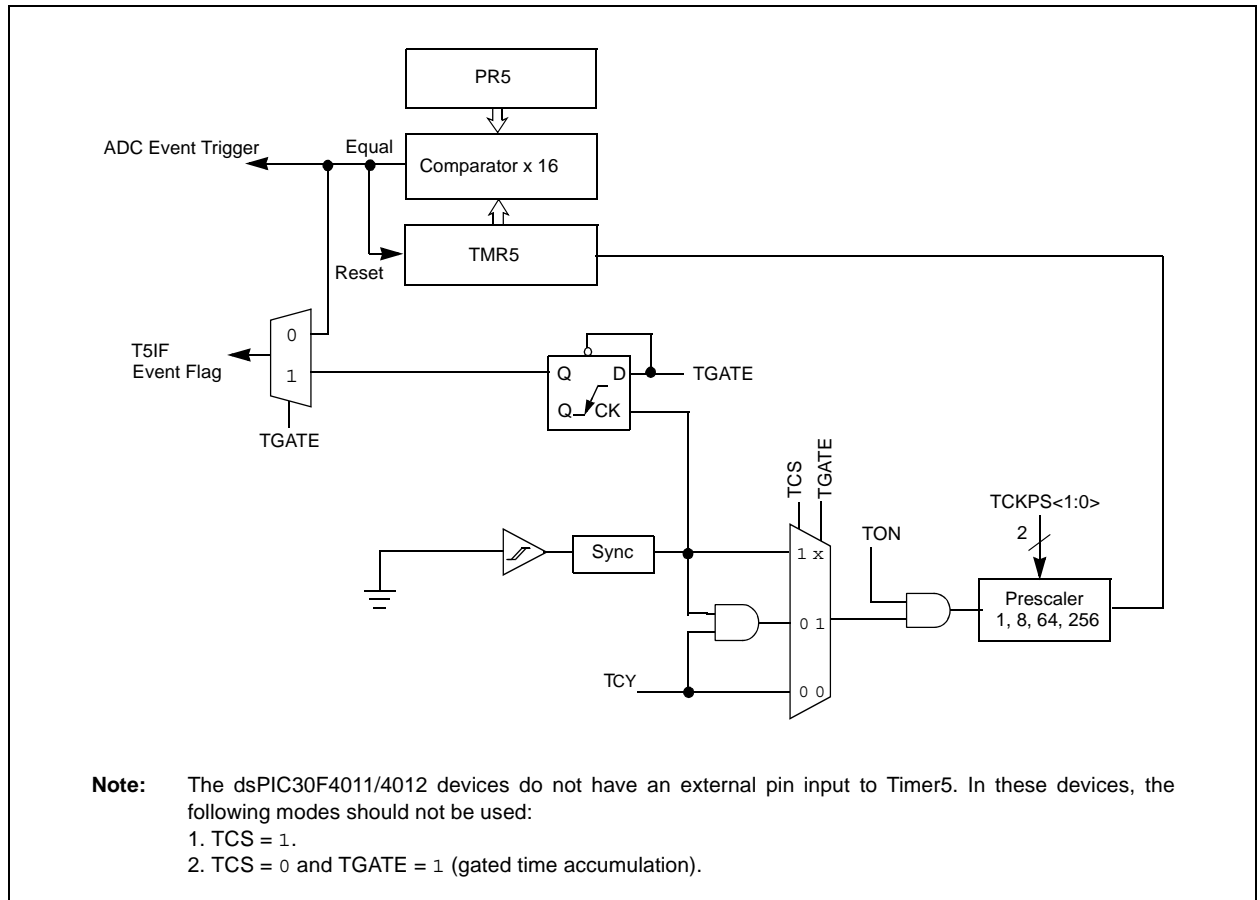 PR5
ADC Event Trigger
Equal
Comparator x 16
TMR5
Reset
0
T5IF
Event Flag
1
TGATE
Q
D
TGATE
Q
CK
TCS
TGATE
TCKPS<1:0>
2
TON
Sync
1 x
Prescaler
1, 8, 64, 256
0 1
TCY
0 0
Note: The dsPIC30F4011/4012 devices do not have an external pin input to Timer5. In these devices, the
following modes should not be used:
1. TCS = 1.
2. TCS = 0 and TGATE = 1 (gated time accumulation).